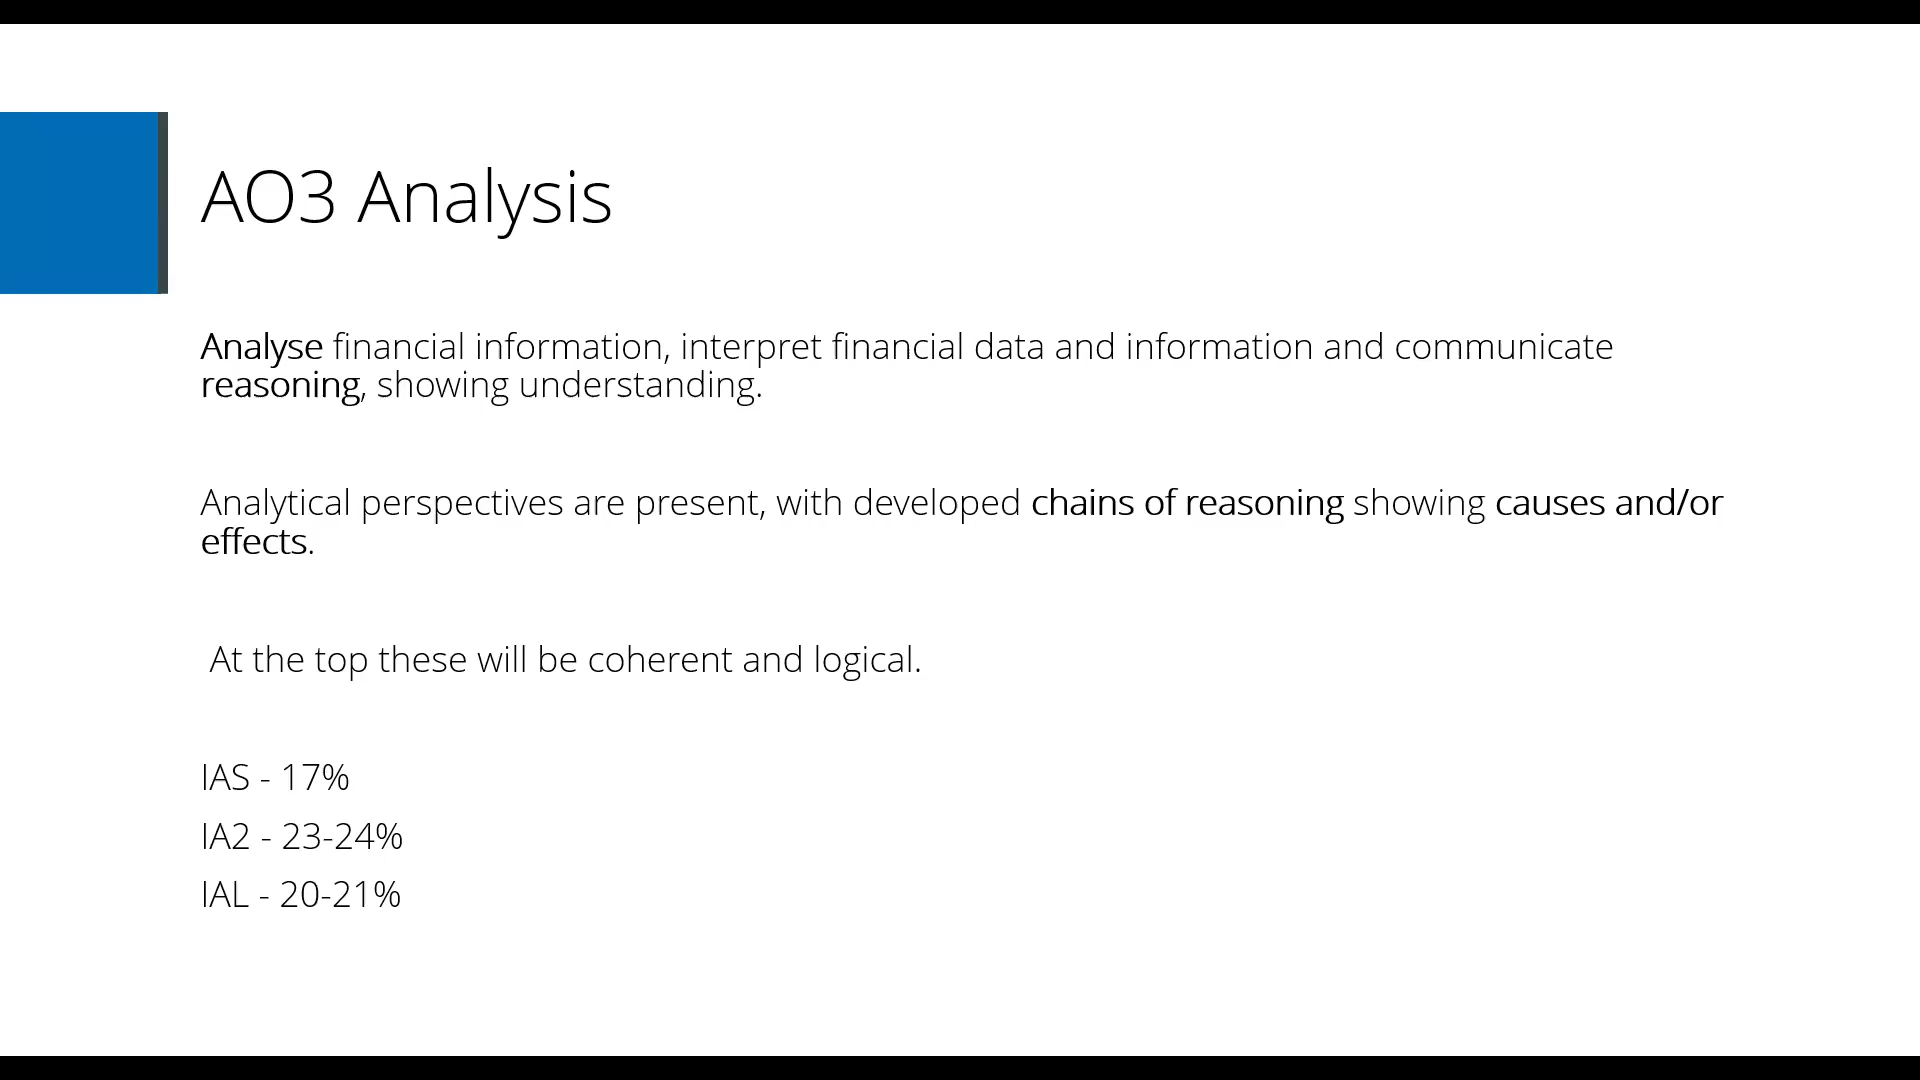 AO3 Analysis
Analyse financial information, interpret financial data and information and communicate
reasoning, showing understanding.
Analytical perspectives are present, with developed chains of reasoning showing causes and/or
effects.
At the top these will be coherent and logical.
IAS - 17%
IA2 - 23-24%
IAL - 20-21%